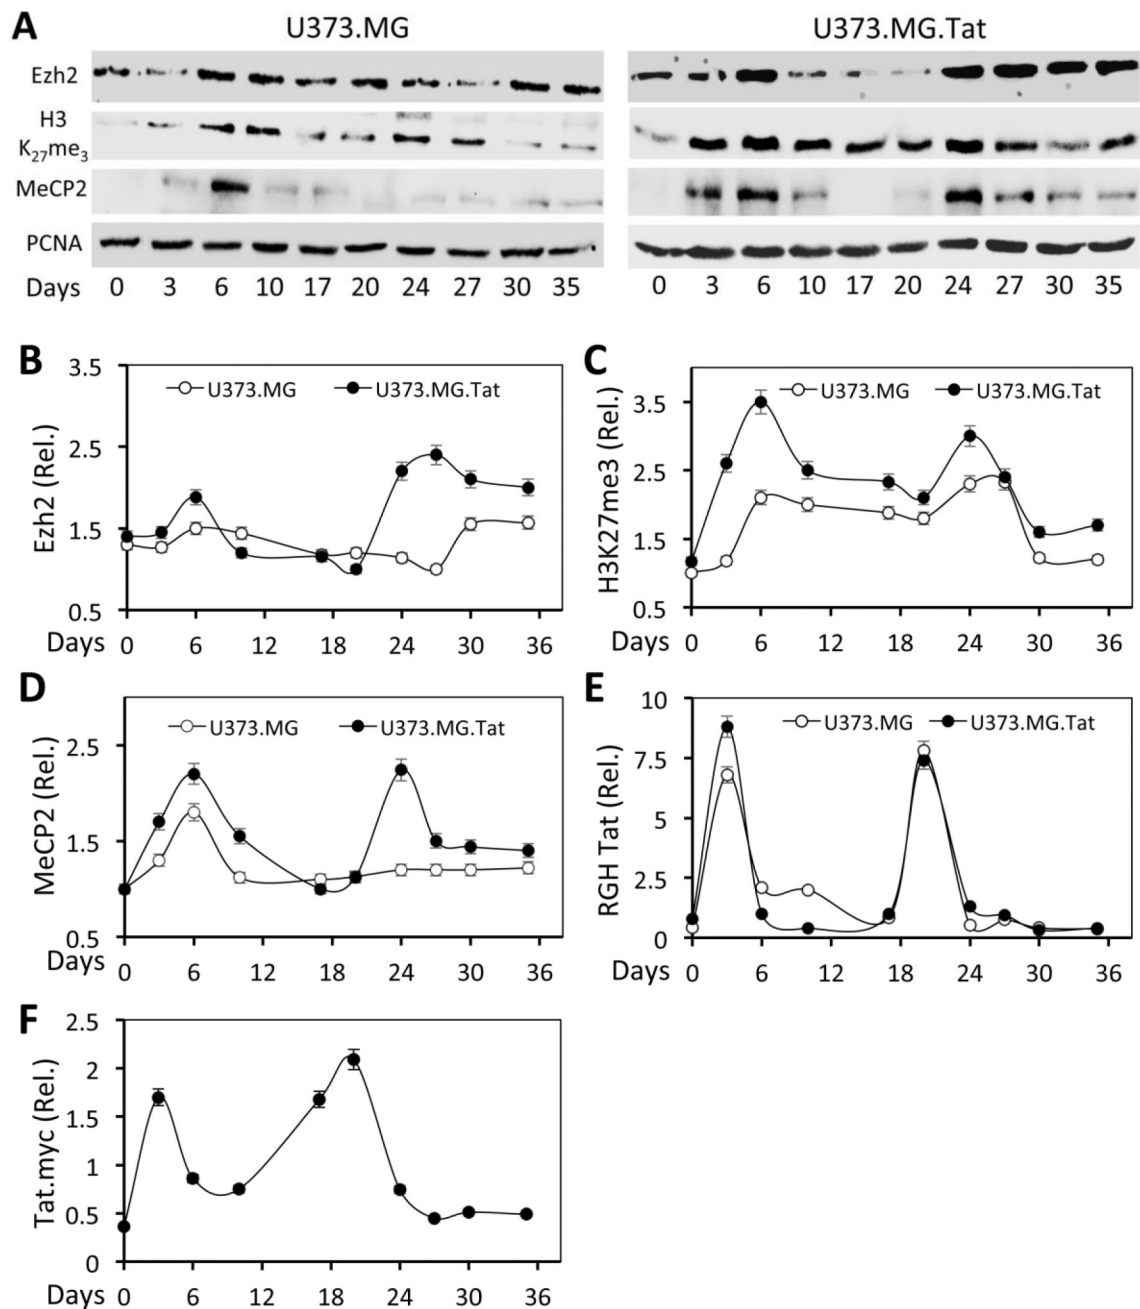 A
U373.MG
U373.MG.Tat
Ezh2
H3
K27me3
MeCP2
PCNA
Days 0 3 6 10 17 20 24 27 30 35
0 3 6 10 17 20 24 27 30 35
B
Ezh2 (Rel.)
U373.MG U373.MG.Tat
3.5
2.5
1.5
0.5
Days 0 6 12 18 24 30 36
C
H3K27me3 (Rel.)
U373.MG U373.MG.Tat
3.5
2.5
1.5
0.5
Days 0 6 12 18 24 30 36
D
MeCP2 (Rel.)
U373.MG U373.MG.Tat
2.5
1.5
0.5
Days 0 6 12 18 24 30 36
E
RGH Tat (Rel.)
U373.MG U373.MG.Tat
10
7.5
5
2.5
0
Days 0 6 12 18 24 30 36
F
Tat.myc (Rel.)
2.5
2
1.5
1
0.5
0
Days 0 6 12 18 24 30 36